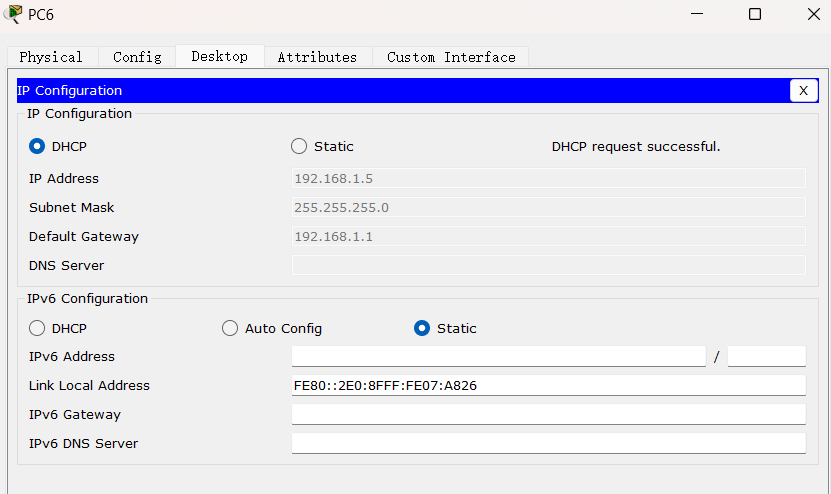 PC6
Physical Config Desktop Attributes Custom Interface
IP Configuration X
IP Configuration
DHCP Static DHCP request successful.
IP Address 192.168.1.5
Subnet Mask 255.255.255.0
Default Gateway 192.168.1.1
DNS Server
IPv6 Configuration
DHCP Auto Config Static
IPv6 Address /
Link Local Address FE80::2E0:8FFF:FE07:A826
IPv6 Gateway
IPv6 DNS Server